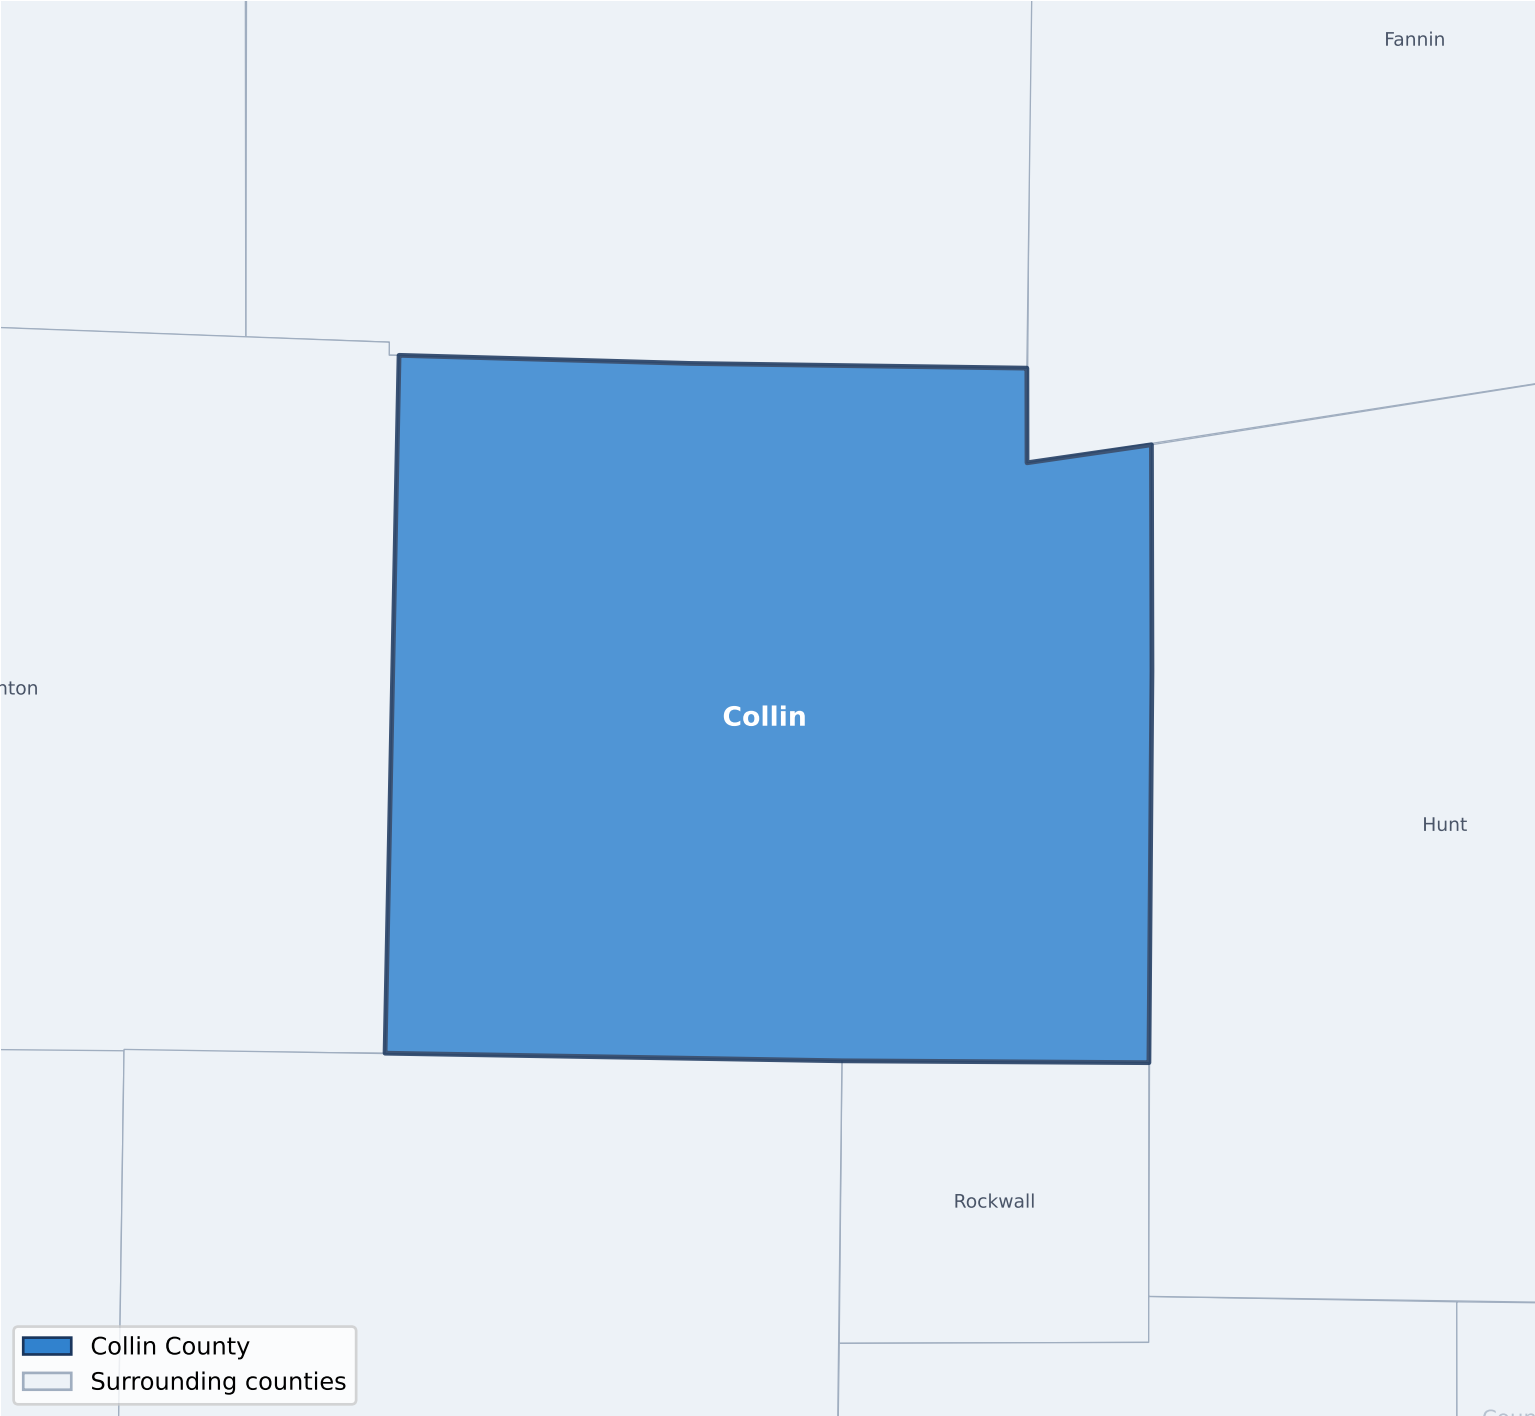 Fannin
nton
Collin
Hunt
Rockwall
Collin County
Surrounding counties